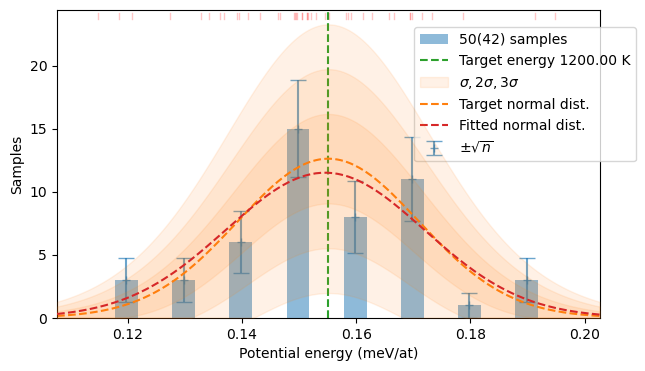 50(42) samples
Target energy 1200.00 K
σ, 2σ, 3σ
Target normal dist.
Fitted normal dist.
±√n
Samples
20
15
10
5
0
0.12
0.14
0.16
0.18
0.20
Potential energy (meV/at)